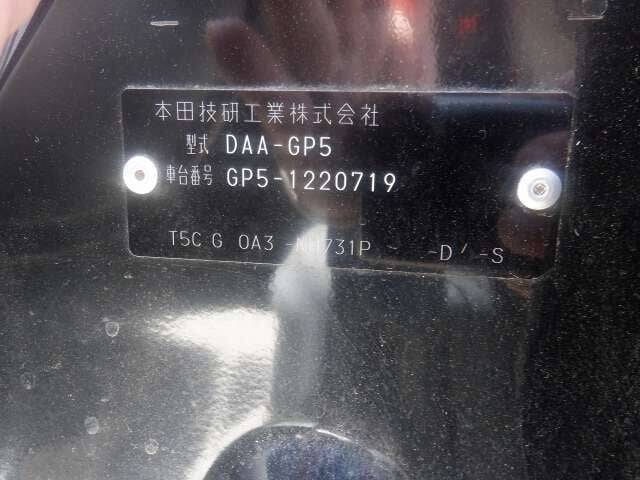 本田技研工業株式会社
型式 DAA-GP5
車台番号 GP5-1220719
T5C G 0A3 -D/ -S